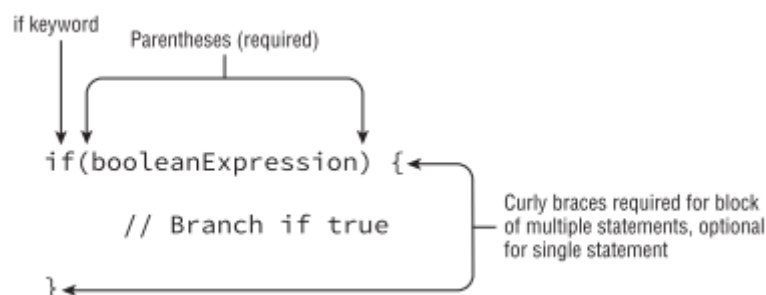 if keyword
Parentheses (required)
if(booleanExpression) {
// Branch if true
Curly braces required for block
of multiple statements, optional
for single statement
}